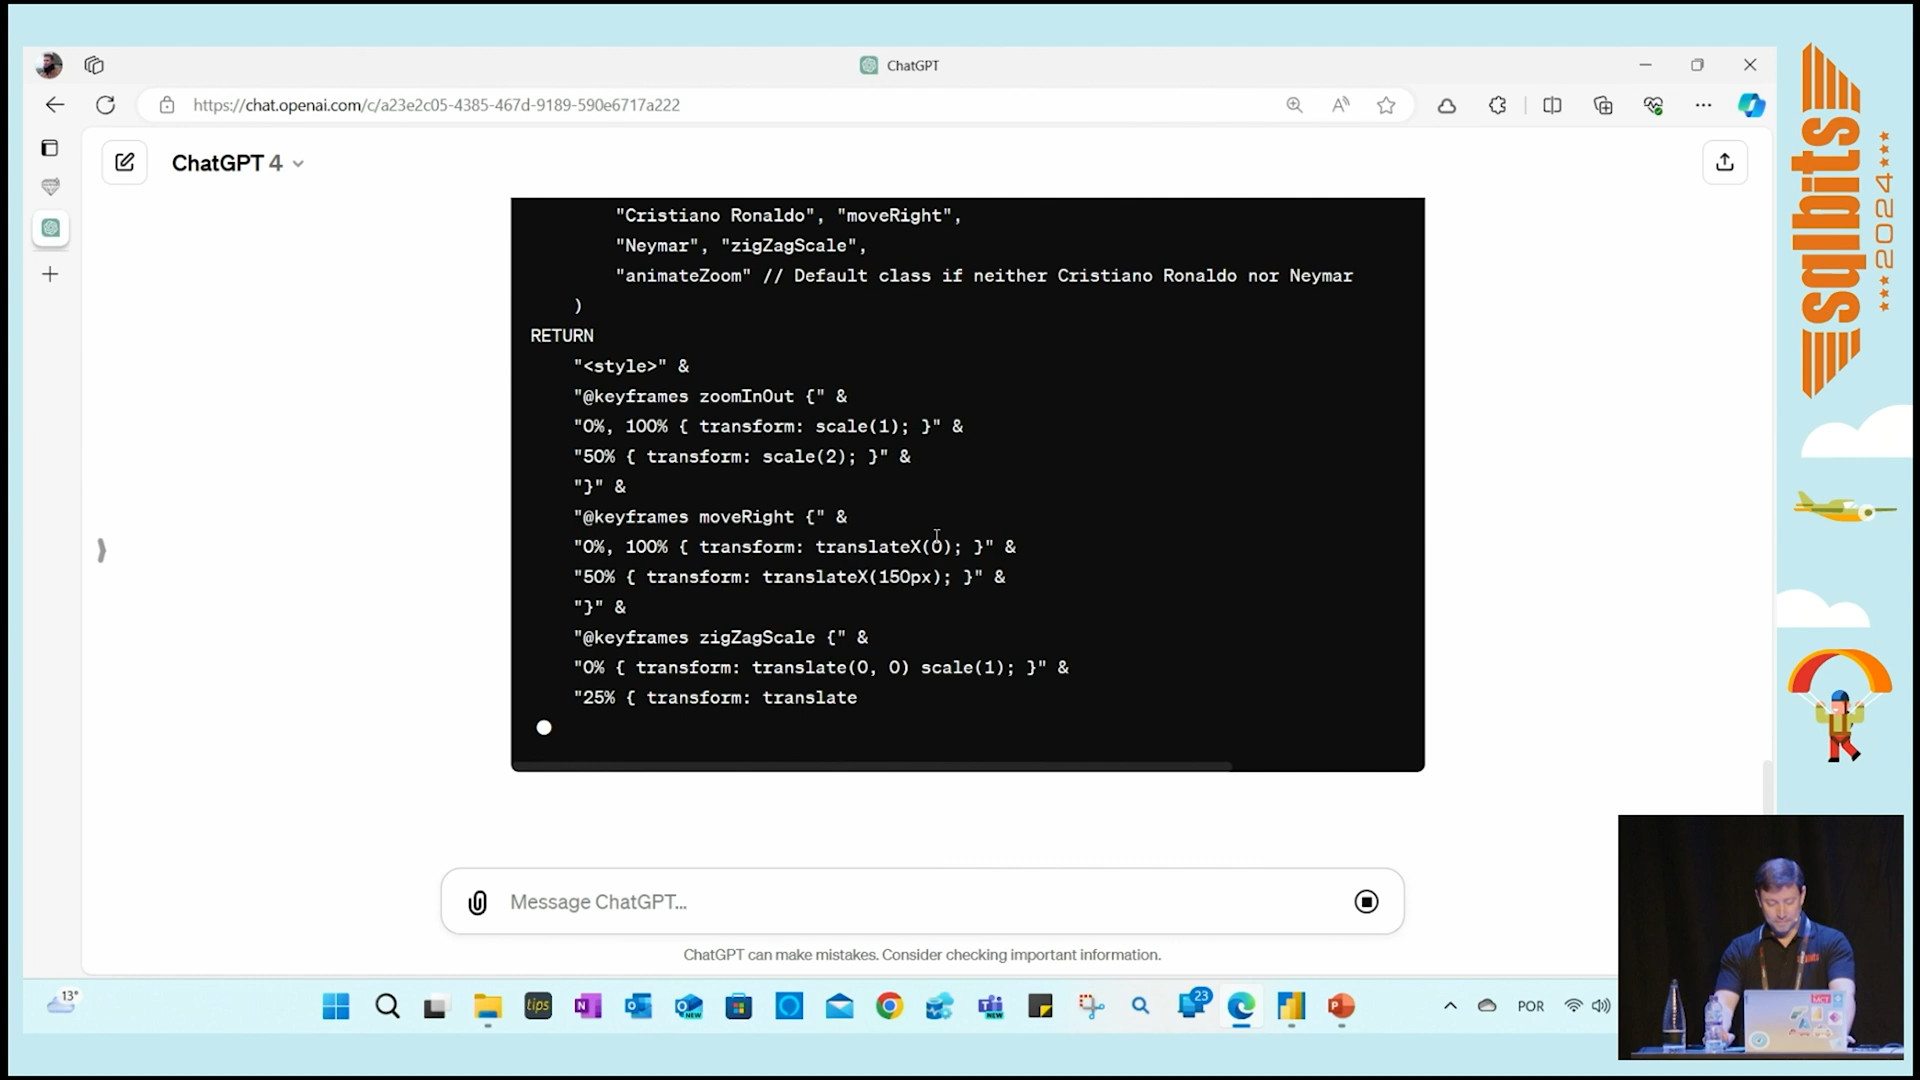 ChatGPT
https://chat.openai.com/c/a23e2c05-4385-467d-9189-590e6717a222
ChatGPT 4
"Cristiano Ronaldo", "moveRight",
"Neymar", "zigZagScale",
"animateZoom" // Default class if neither Cristiano Ronaldo nor Neymar
)
RETURN
"<style>" &
"@keyframes zoomInOut {" &
"0%, 100% { transform: scale(1); }" &
"50% { transform: scale(2); }" &
"}" &
"@keyframes moveRight {" &
"0%, 100% { transform: translateX(0); }" &
"50% { transform: translateX(150px); }" &
"}" &
"@keyframes zigZagScale {" &
"0% { transform: translate(0, 0) scale(1); }" &
"25% { transform: translate
Message ChatGPT...
ChatGPT can make mistakes. Consider checking important information.
13°
tips
N
NEW
NEW
23
P
POR
sqlbits
2024